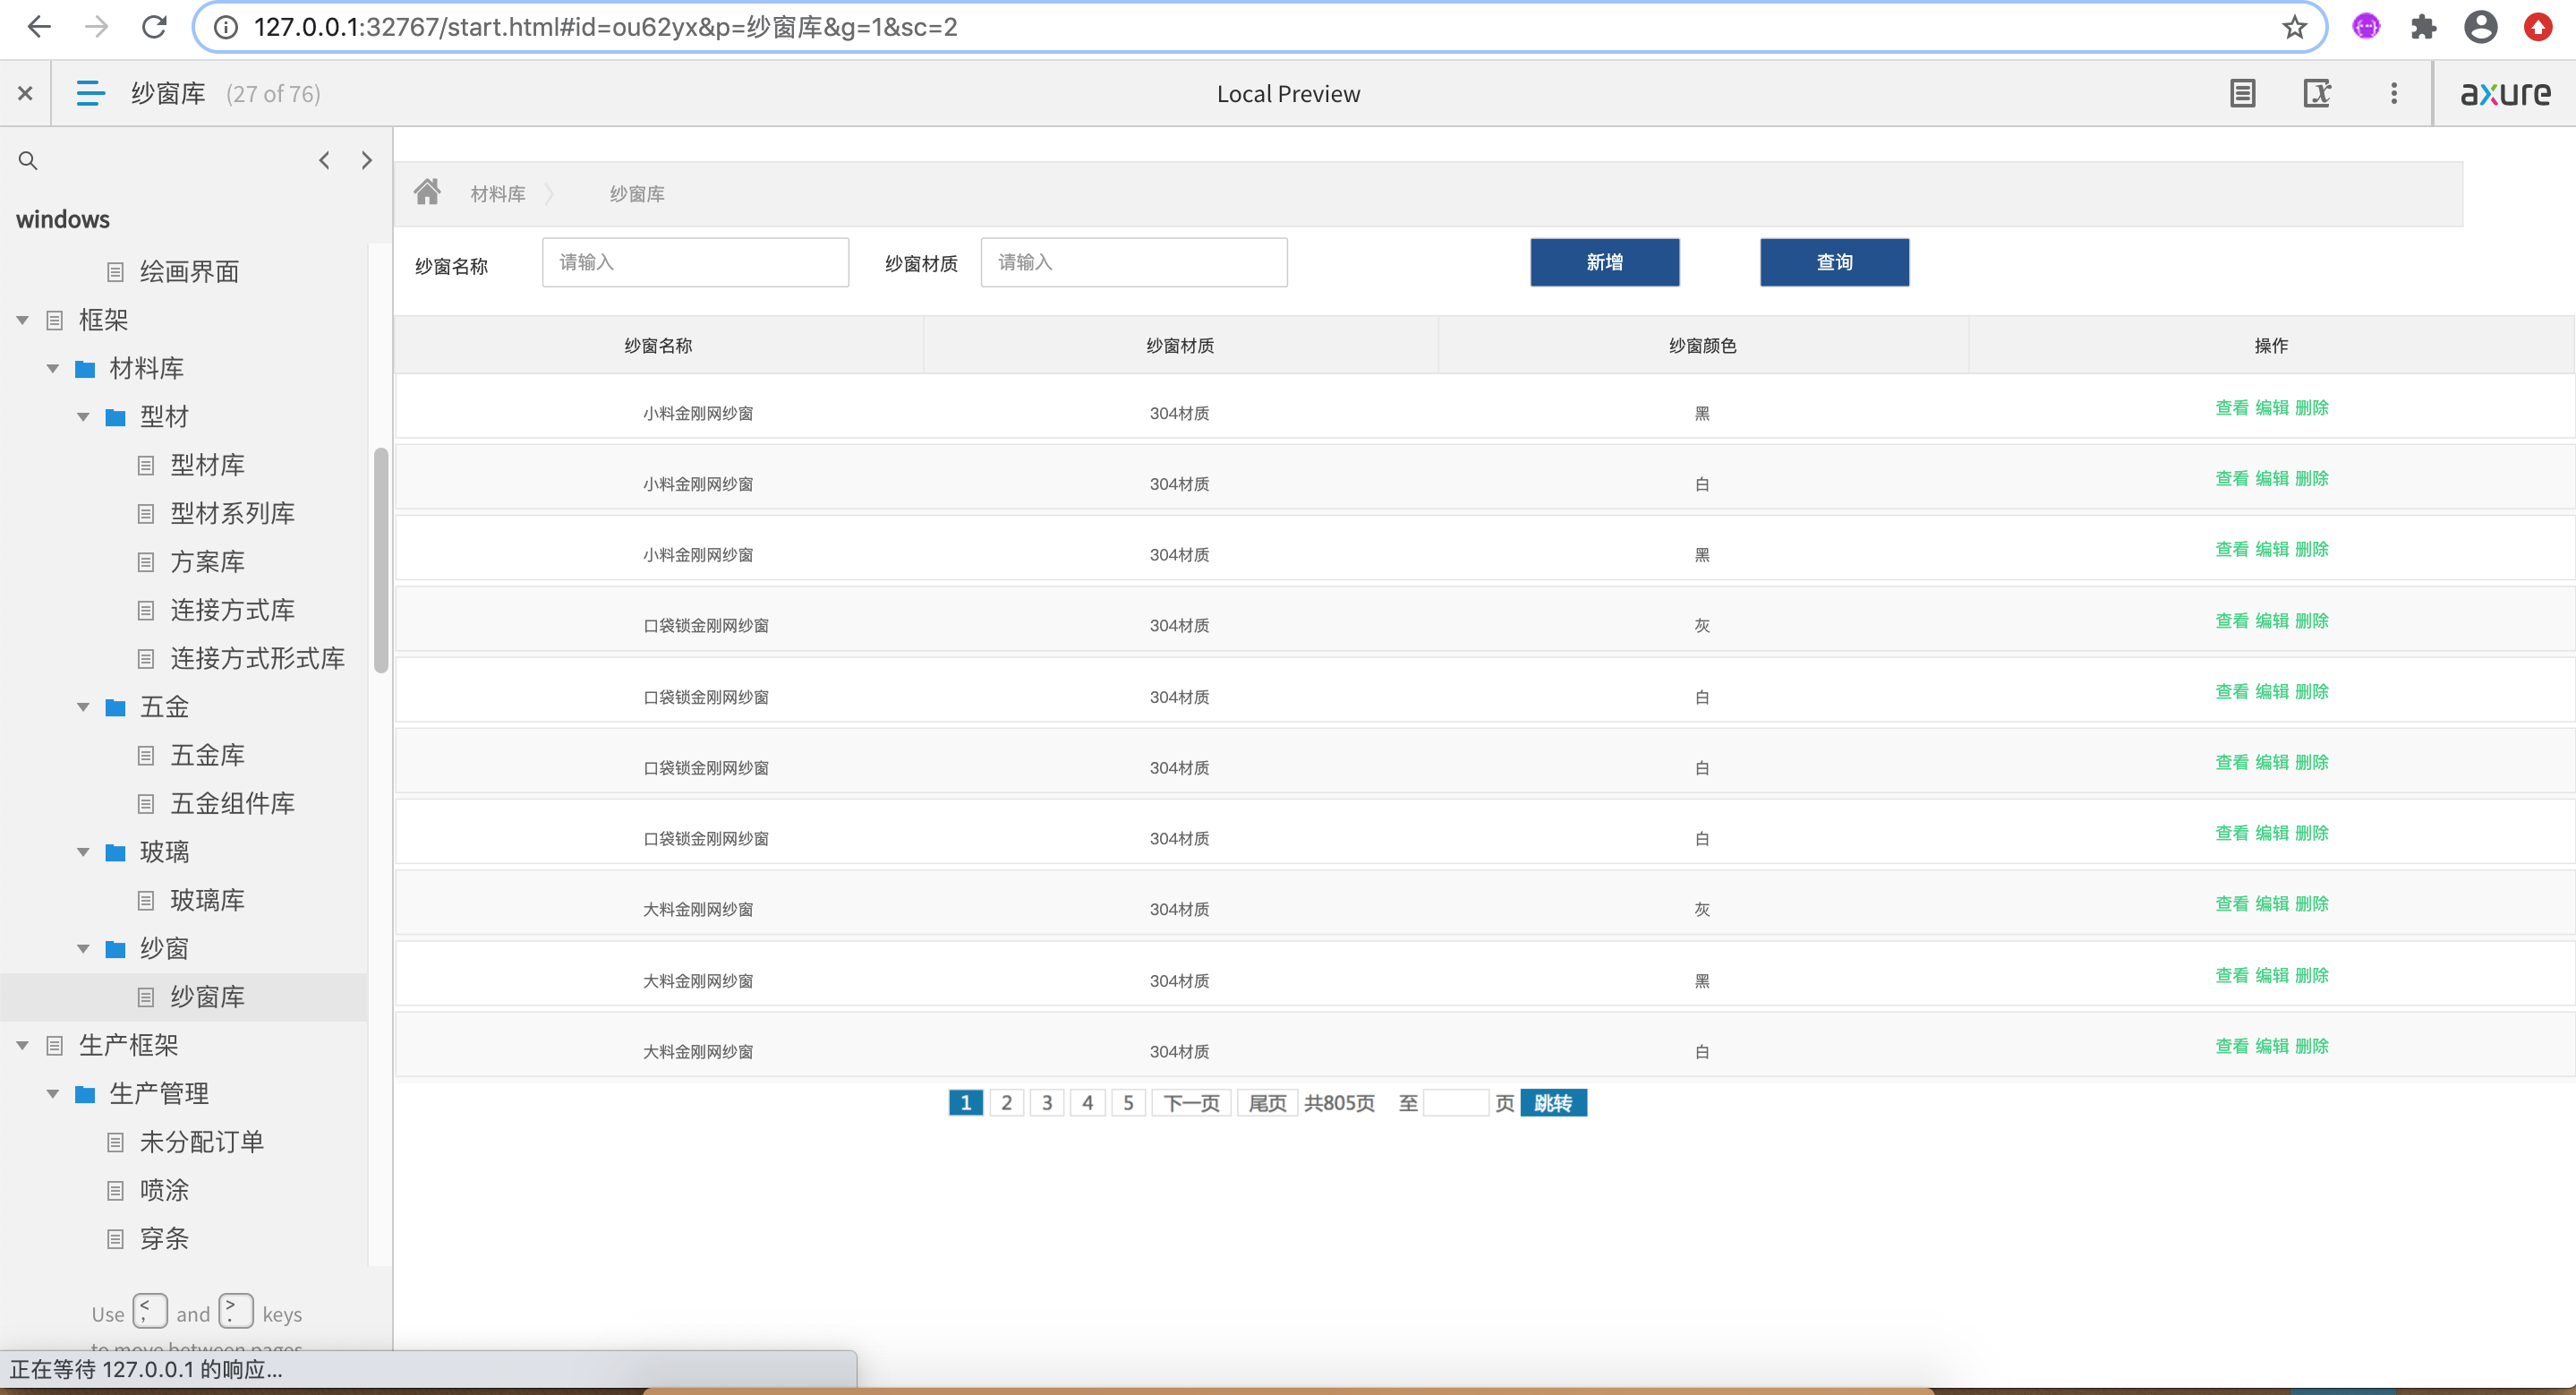 127.0.0.1:32767/start.html#id=ou62yx&p=纱窗库&g=1&sc=2
纱窗库 (27 of 76)
Local Preview
axure
windows
绘画界面
框架
材料库
型材
型材库
型材系列库
方案库
连接方式库
连接方式形式库
五金
五金库
五金组件库
玻璃
玻璃库
纱窗
纱窗库
生产框架
生产管理
未分配订单
喷涂
穿条
Use < , and > . keys
正在等待 127.0.0.1 的响应...
材料库 纱窗库
纱窗名称 请输入 纱窗材质 请输入 新增 查询
纱窗名称 纱窗材质 纱窗颜色 操作
小料金刚网纱窗 304材质 黑 查看 编辑 删除
小料金刚网纱窗 304材质 白 查看 编辑 删除
小料金刚网纱窗 304材质 黑 查看 编辑 删除
口袋锁金刚网纱窗 304材质 灰 查看 编辑 删除
口袋锁金刚网纱窗 304材质 白 查看 编辑 删除
口袋锁金刚网纱窗 304材质 白 查看 编辑 删除
口袋锁金刚网纱窗 304材质 白 查看 编辑 删除
大料金刚网纱窗 304材质 灰 查看 编辑 删除
大料金刚网纱窗 304材质 黑 查看 编辑 删除
大料金刚网纱窗 304材质 白 查看 编辑 删除
1 2 3 4 5 下一页 尾页 共805页 至 页 跳转